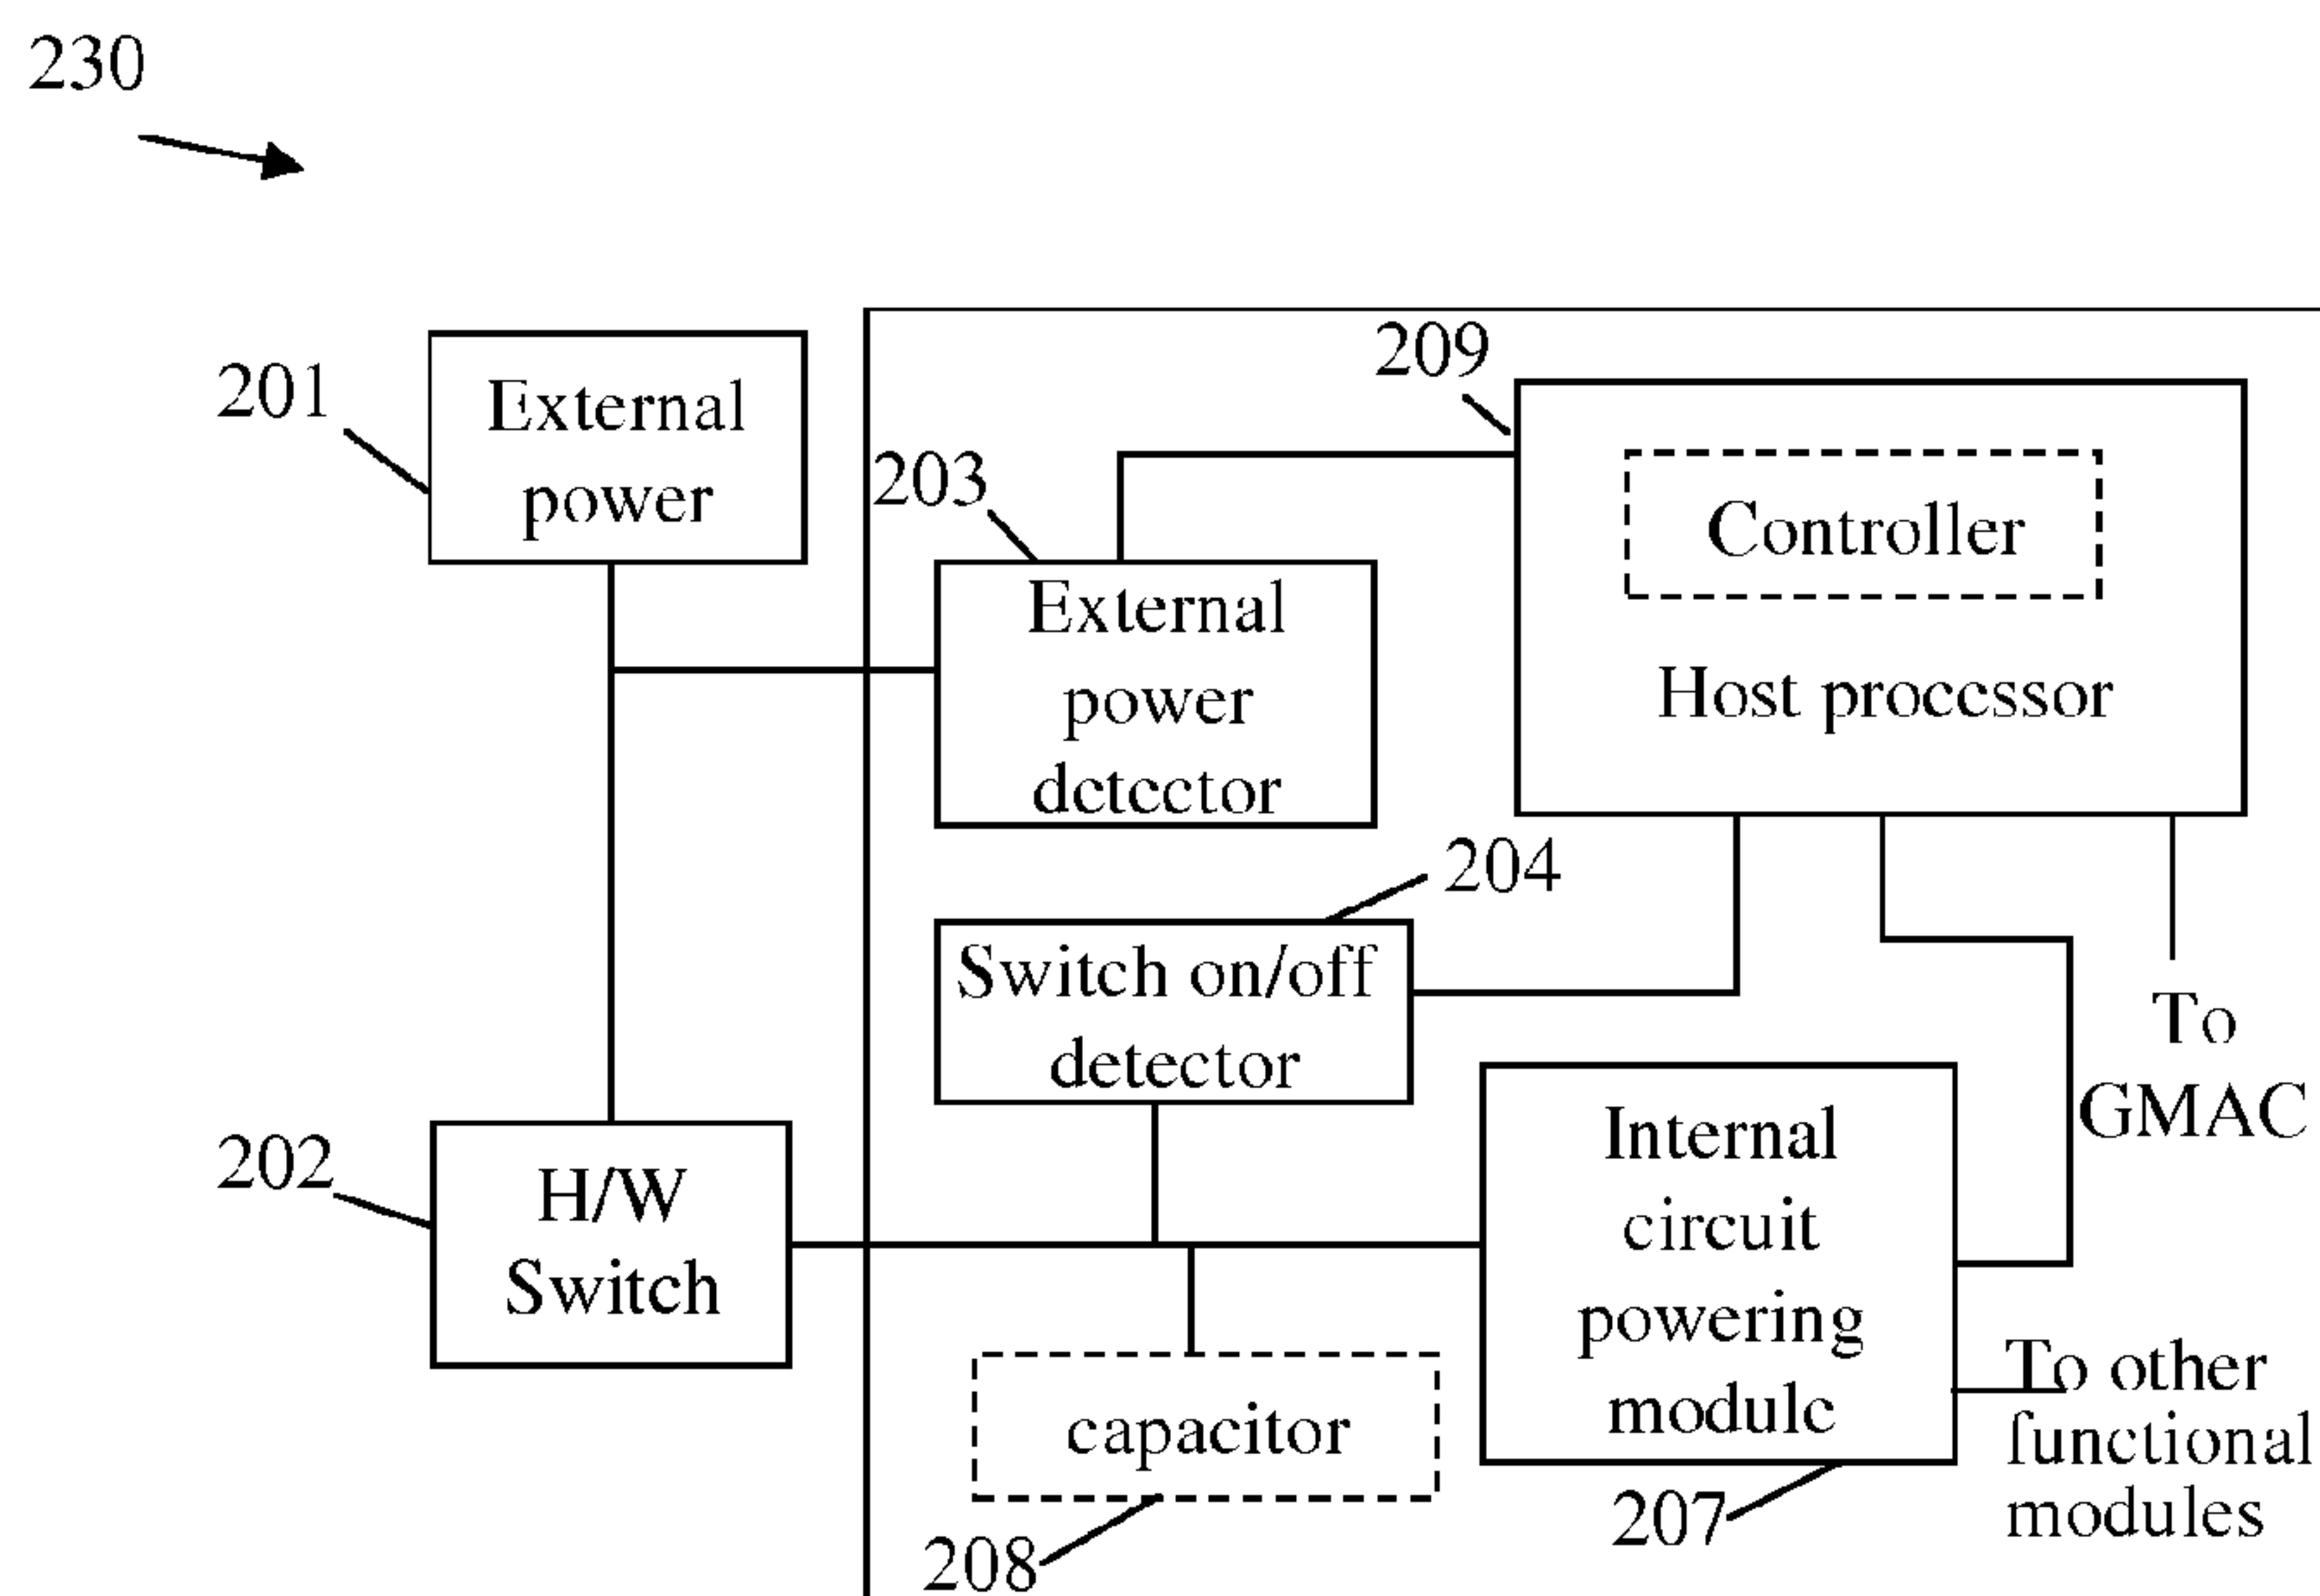 230
201
External
power
209
Controller
Host processor
203
External
power
detector
204
Switch on/off
detector
To
GMAC
202
H/W
Switch
Internal
circuit
powering
module
To other
functional
modules
capacitor
207
208